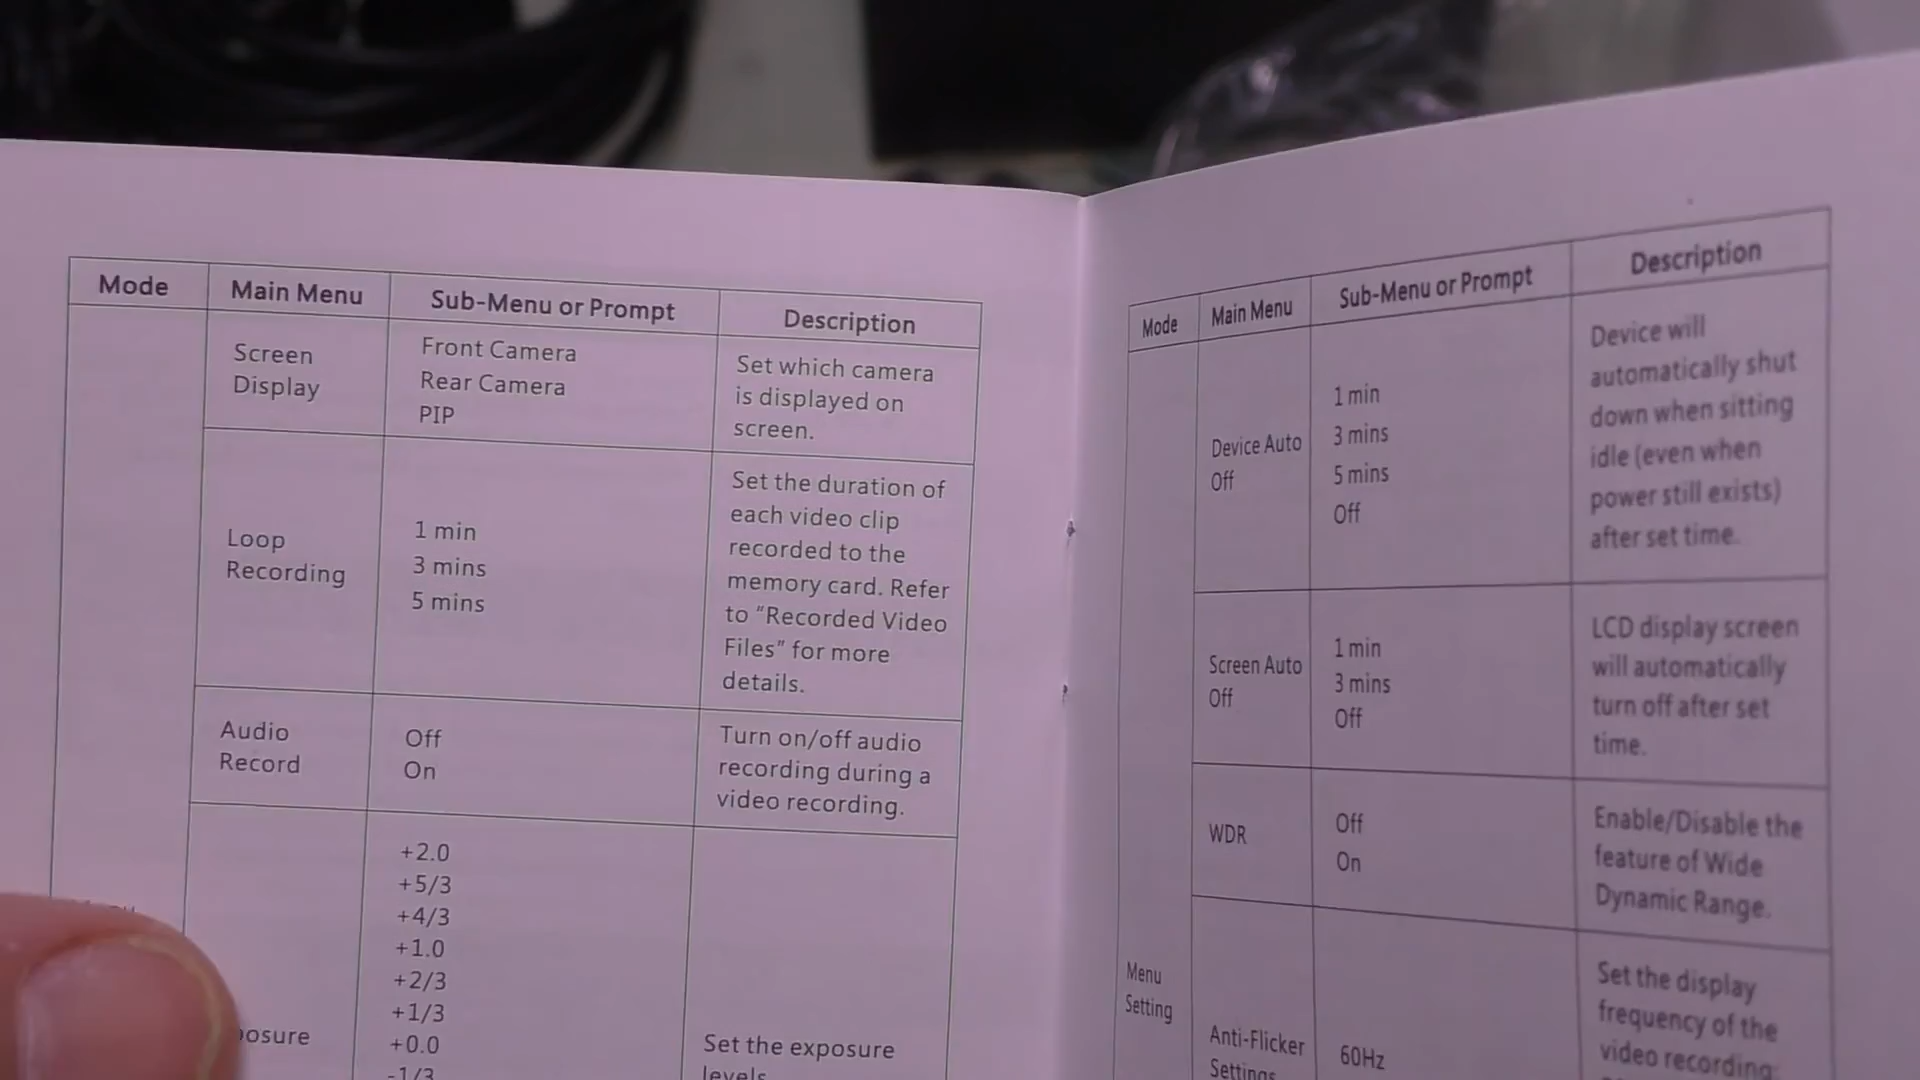 Mode
Main Menu
Sub-Menu or Prompt
Description
Screen
Display
Front Camera
Rear Camera
PIP
Set which camera
is displayed on
screen.
Loop
Recording
1 min
3 mins
5 mins
Set the duration of
each video clip
recorded to the
memory card. Refer
to “Recorded Video
Files” for more
details.
Audio
Record
Off
On
Turn on/off audio
recording during a
video recording.
posure
+2.0
+5/3
+4/3
+1.0
+2/3
+1/3
+0.0
-1/3
Set the exposure
levels
Mode
Main Menu
Sub-Menu or Prompt
Description
Menu
Setting
Device Auto
Off
1 min
3 mins
5 mins
Off
Device will
automatically shut
down when sitting
idle (even when
power still exists)
after set time.
Screen Auto
Off
1 min
3 mins
Off
LCD display screen
will automatically
turn off after set
time.
WDR
Off
On
Enable/Disable the
feature of Wide
Dynamic Range.
Anti-Flicker
Settings
60Hz
Set the display
frequency of the
video recording